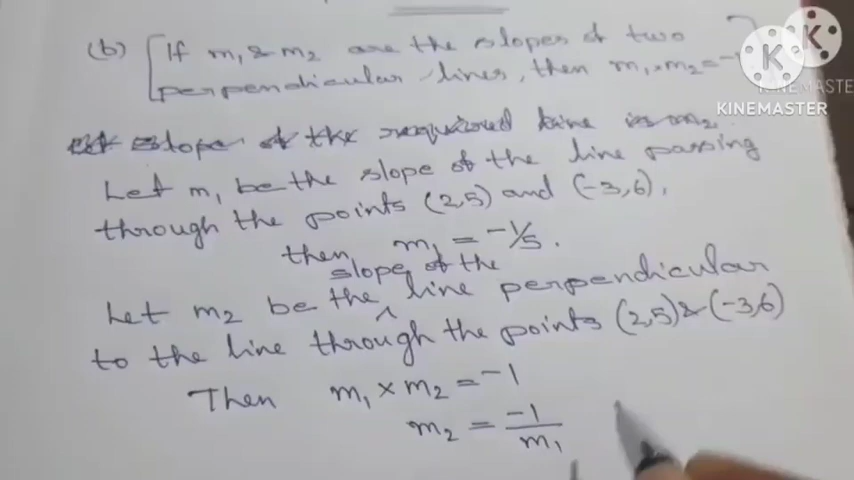 (b) [If m₁ & m₂ are the slopes of two
perpendicular lines, then m₁ × m₂ = -
KINEMASTER
KINEMASTER
slope of the required line is m₂
Let m₁ be the slope of the line passing
through the points (2,5) and (-3,6),
then m₁ = -1/5.
slope of the
Let m₂ be the line perpendicular
to the line through the points (2,5) & (-3,6)
Then m₁ × m₂ = -1
m₂ = -1/m₁